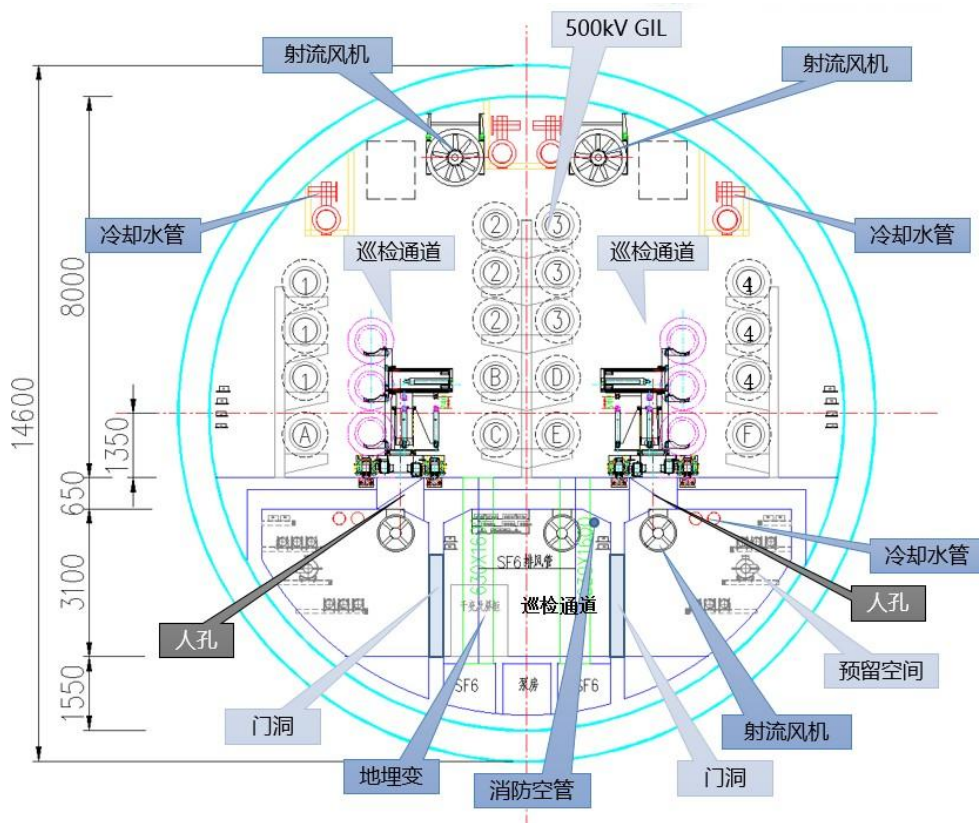 500kV GIL
射流风机
射流风机
冷却水管
巡检通道
巡检通道
冷却水管
2
3
2
3
1
4
2
3
1
4
1
B
D
4
A
C
E
F
14600
8000
1350
650
3100
1550
SF6排风管
巡检通道
冷却水管
人孔
人孔
预留空间
SF6
泵房
SF6
门洞
射流风机
地埋变
消防空管
门洞